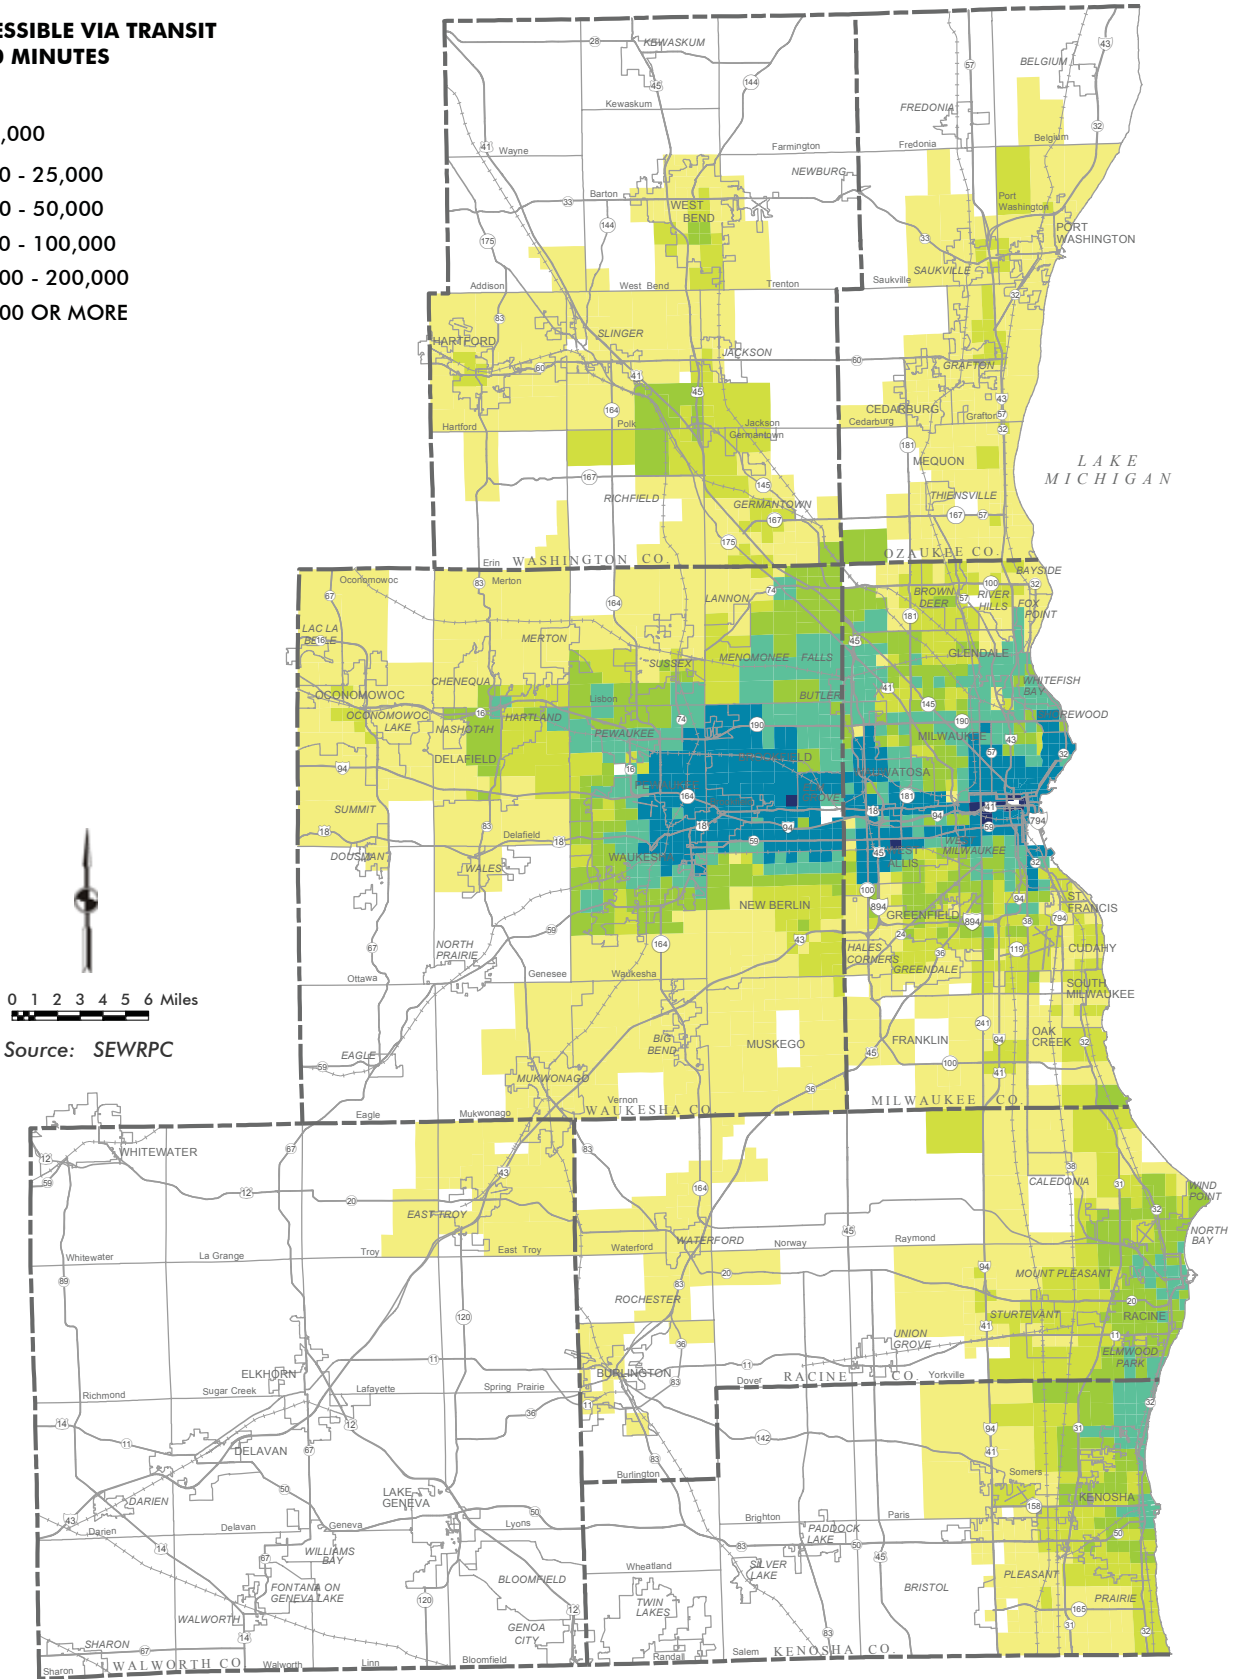 ESSIBLE VIA TRANSIT
0 MINUTES
,000
0 - 25,000
0 - 50,000
0 - 100,000
00 - 200,000
00 OR MORE
0 1 2 3 4 5 6 Miles
Source: SEWRPC
LAKE
MICHIGAN
KEWASKUM
Kewaskum
Wayne
Barton
WEST
BEND
Farmington
NEWBURG
FREDONIA
Fredonia
BELGIUM
Belgium
Port
Washington
PORT
WASHINGTON
SAUKVILLE
Saukville
Addison
West Bend
Trenton
HARTFORD
SLINGER
JACKSON
Hartford
Polk
Jackson
Germantown
CEDARBURG
Cedarburg
GRAFTON
Grafton
MEQUON
THIENSVILLE
RICHFIELD
GERMANTOWN
Erin
WASHINGTON CO.
OZAUKEE CO.
Oconomowoc
Merton
LAC LA
BELLE
MERTON
LANNON
SUSSEX
MENOMONEE FALLS
BROWN
DEER
RIVER
HILLS
BAYSIDE
FOX
POINT
GLENDALE
WHITEFISH
BAY
CHENEQUA
OCONOMOWOC
OCONOMOWOC
LAKE
NASHOTAH
HARTLAND
Lisbon
BUTLER
PEWAUKEE
DELAFIELD
MILWAUKEE
SUMMIT
DOUSMAN
Delafield
WALES
WAUKESHA
WEST
MILWAUKEE
NEW BERLIN
GREENFIELD
ST.
FRANCIS
HALES
CORNERS
GREENDALE
CUDAHY
SOUTH
MILWAUKEE
NORTH
PRAIRIE
Ottawa
Genesee
Waukesha
BIG
BEND
MUSKEGO
FRANKLIN
OAK
CREEK
EAGLE
MUKWONAGO
Eagle
Mukwonago
Vernon
WAUKESHA CO.
MILWAUKEE CO.
WHITEWATER
EAST TROY
Whitewater
La Grange
Troy
East Troy
WATERFORD
Waterford
Norway
Raymond
CALEDONIA
WIND
POINT
NORTH
BAY
MOUNT PLEASANT
ROCHESTER
STURTEVANT
RACINE
UNION
GROVE
ELMWOOD
PARK
ELKHORN
BURLINGTON
Richmond
Sugar Creek
Lafayette
Spring Prairie
Dover
RACINE CO.
Yorkville
DELAVAN
DARIEN
LAKE
GENEVA
Burlington
Somers
KENOSHA
Darien
Delavan
Geneva
Lyons
Brighton
PADDOCK
LAKE
Paris
WILLIAMS
BAY
FONTANA ON
GENEVA LAKE
BLOOMFIELD
Wheatland
SILVER
LAKE
TWIN
LAKES
BRISTOL
PLEASANT
PRAIRIE
WALWORTH
GENOA
CITY
SHARON
Sharon
WALWORTH CO
Walworth
Linn
Bloomfield
Randall
Salem
KENOSHA CO.